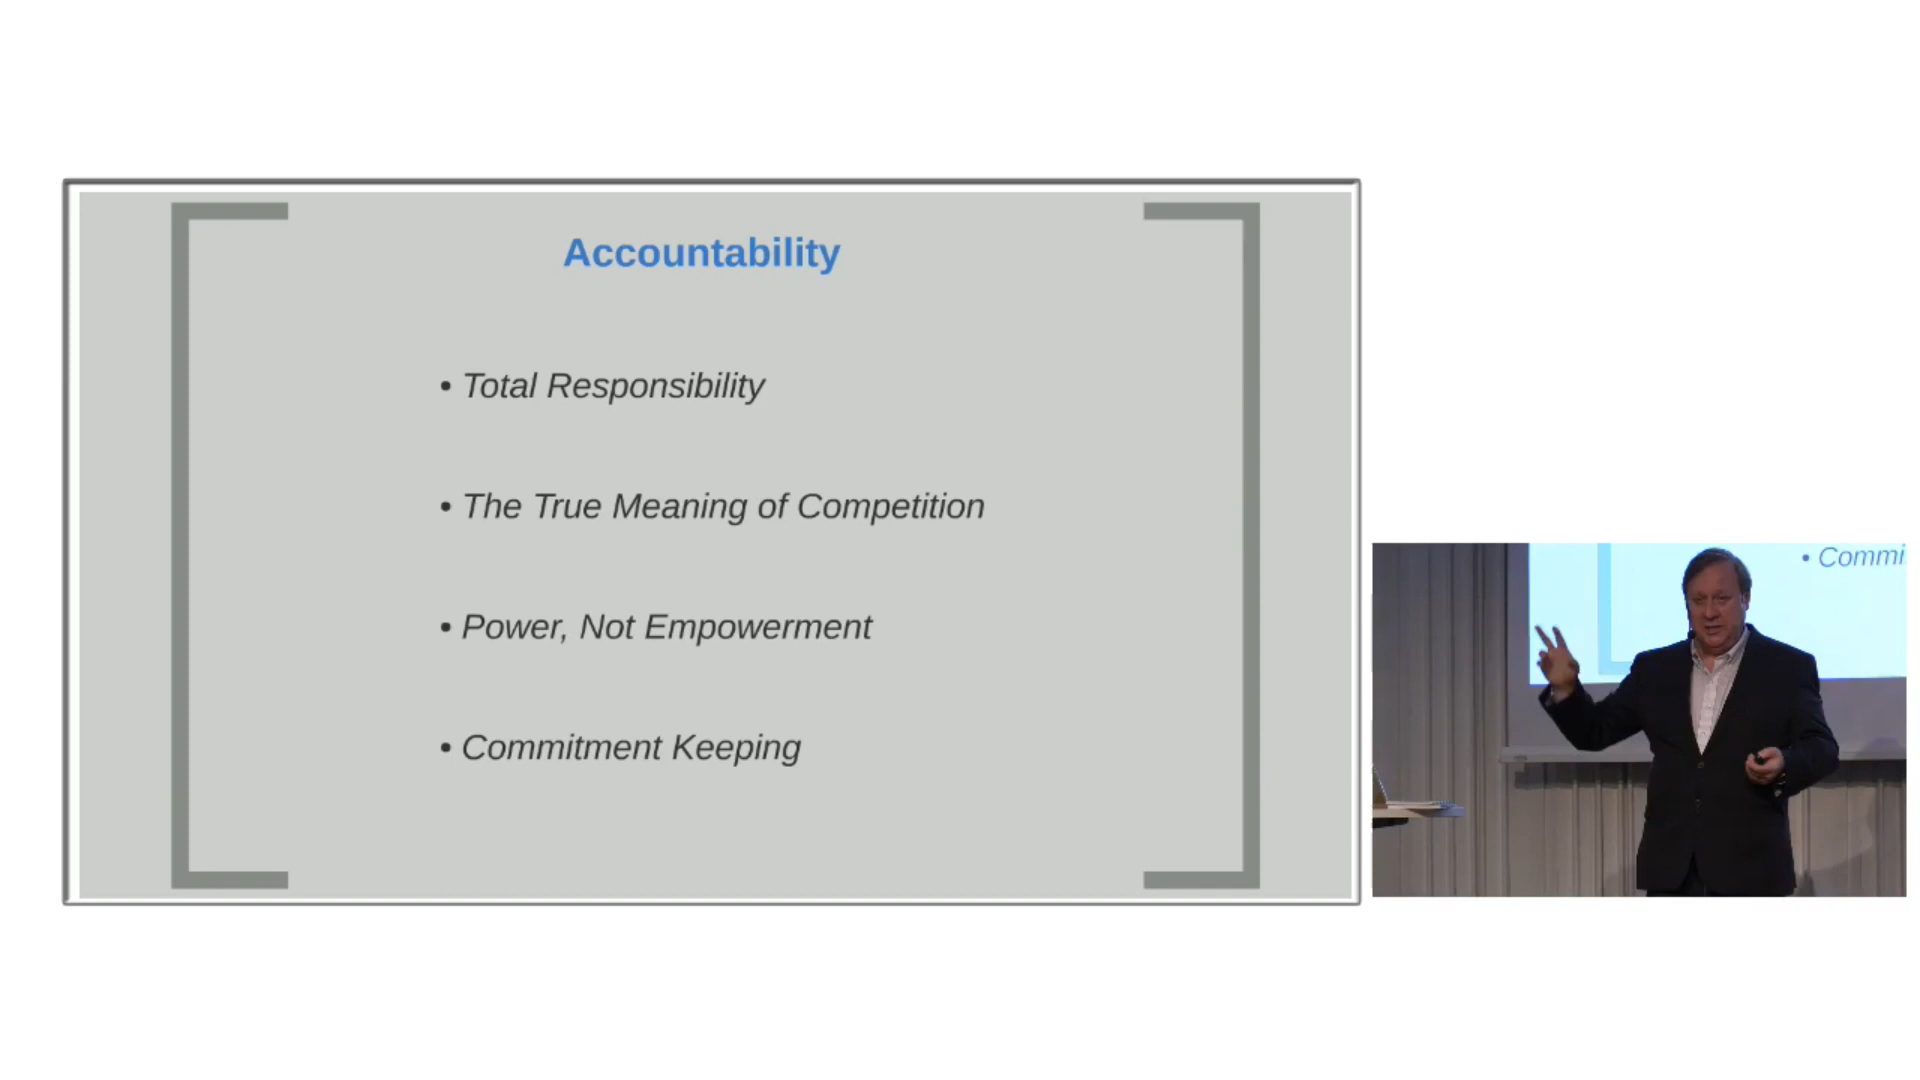 Accountability
• Total Responsibility
• The True Meaning of Competition
• Power, Not Empowerment
• Commitment Keeping
• Commi